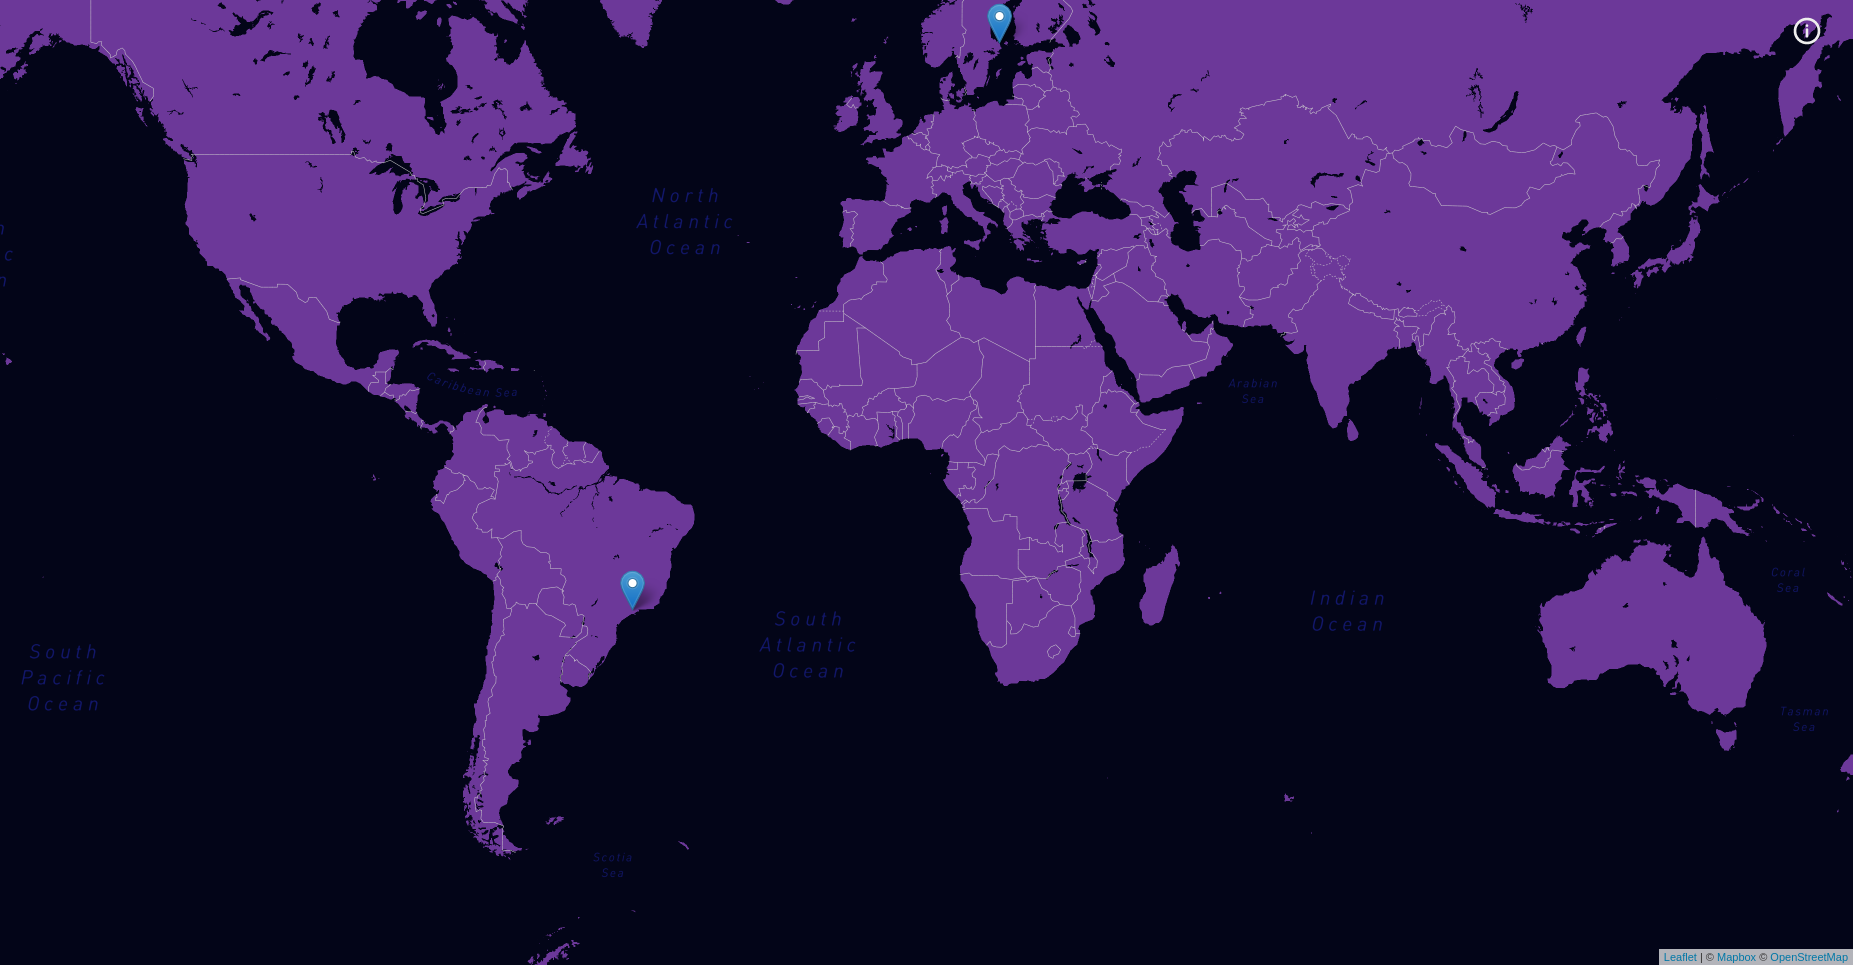 North
Atlantic
Ocean
n
c
n
Caribbean Sea
Arabian
Sea
Coral
Sea
Indian
Ocean
South
Atlantic
Ocean
South
Pacific
Ocean
Tasman
Sea
Scotia
Sea
Leaflet | © Mapbox © OpenStreetMap